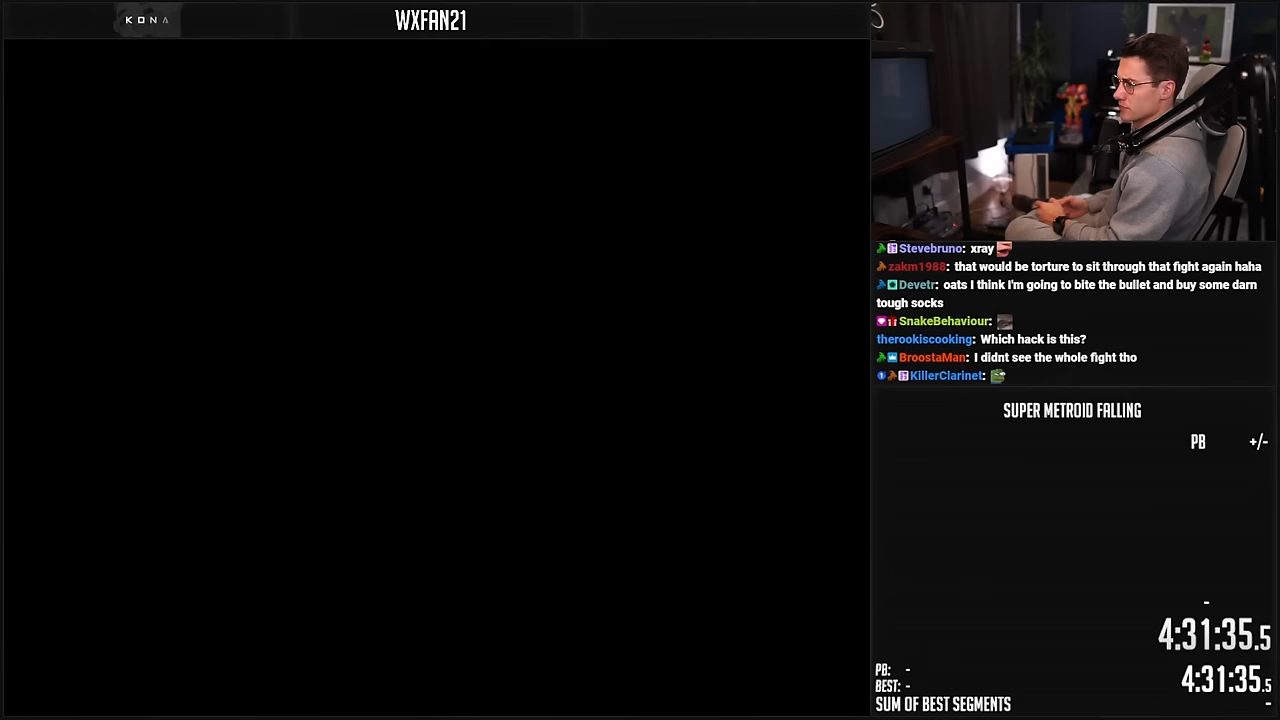 KONA
WXFAN21
Stevebruno: xray
zakm1988: that would be torture to sit through that fight again haha
Devetr: oats I think I'm going to bite the bullet and buy some darn
tough socks
SnakeBehaviour:
therookiscooking: Which hack is this?
BroostaMan: I didnt see the whole fight tho
KillerClarinet:
SUPER METROID FALLING
PB +/-
-
4:31:35.5
PB: -
4:31:35.5
BEST: -
SUM OF BEST SEGMENTS -